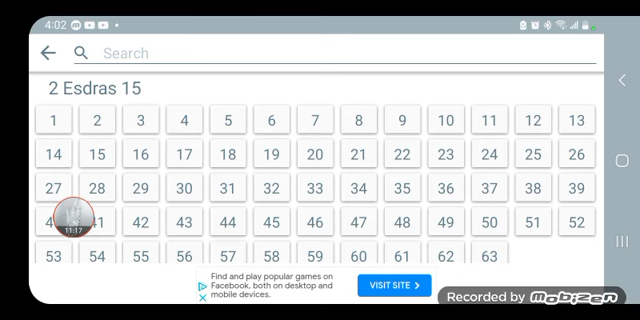 4:02
Search
2 Esdras 15
1 2 3 4 5 6 7 8 9 10 11 12 13
14 15 16 17 18 19 20 21 22 23 24 25 26
27 28 29 30 31 32 33 34 35 36 37 38 39
42 43 44 45 46 47 48 49 50 51 52
11:17
53 54 55 56 57 58 59 60 61 62 63
Find and play popular games on
Facebook, both on desktop and
mobile devices.
VISIT SITE
Recorded by Mobizen